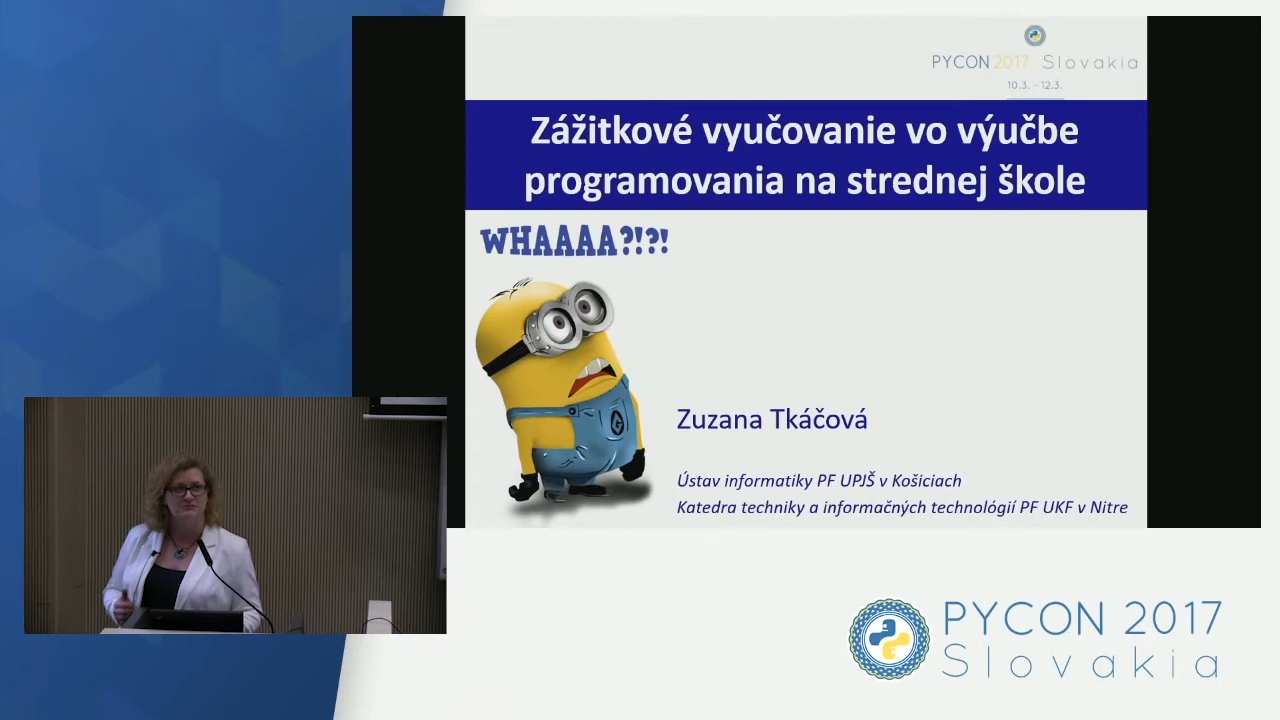 PYCON 2017 Slovakia
10.3. - 12.3.
Zážitkové vyučovanie vo výučbe
programovania na strednej škole
WHAAAA?!?!
Zuzana Tkáčová
Ústav informatiky PF UPJŠ v Košiciach
Katedra techniky a informačných technológií PF UKF v Nitre
PYCON 2017
Slovakia